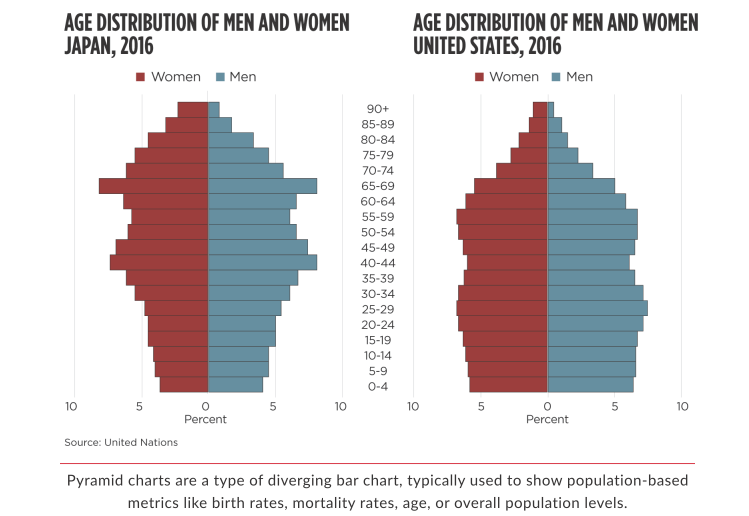 AGE DISTRIBUTION OF MEN AND WOMEN
JAPAN, 2016
Women Men
AGE DISTRIBUTION OF MEN AND WOMEN
UNITED STATES, 2016
Women Men
90+
85-89
80-84
75-79
70-74
65-69
60-64
55-59
50-54
45-49
40-44
35-39
30-34
25-29
20-24
15-19
10-14
5-9
0-4
10 5 0 5 10
Percent
10 5 0 5 10
Percent
Source: United Nations
Pyramid charts are a type of diverging bar chart, typically used to show population-based
metrics like birth rates, mortality rates, age, or overall population levels.